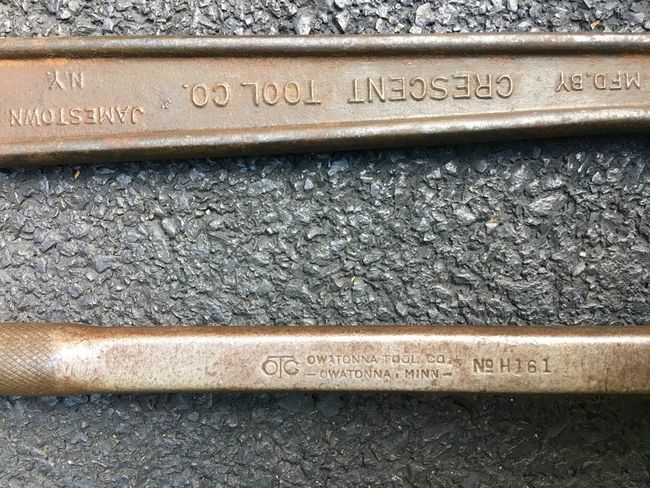 MFD. BY CRESCENT TOOL CO. JAMESTOWN
N.Y.
OTC OWATONNA TOOL CO. No H161
—OWATONNA, MINN—